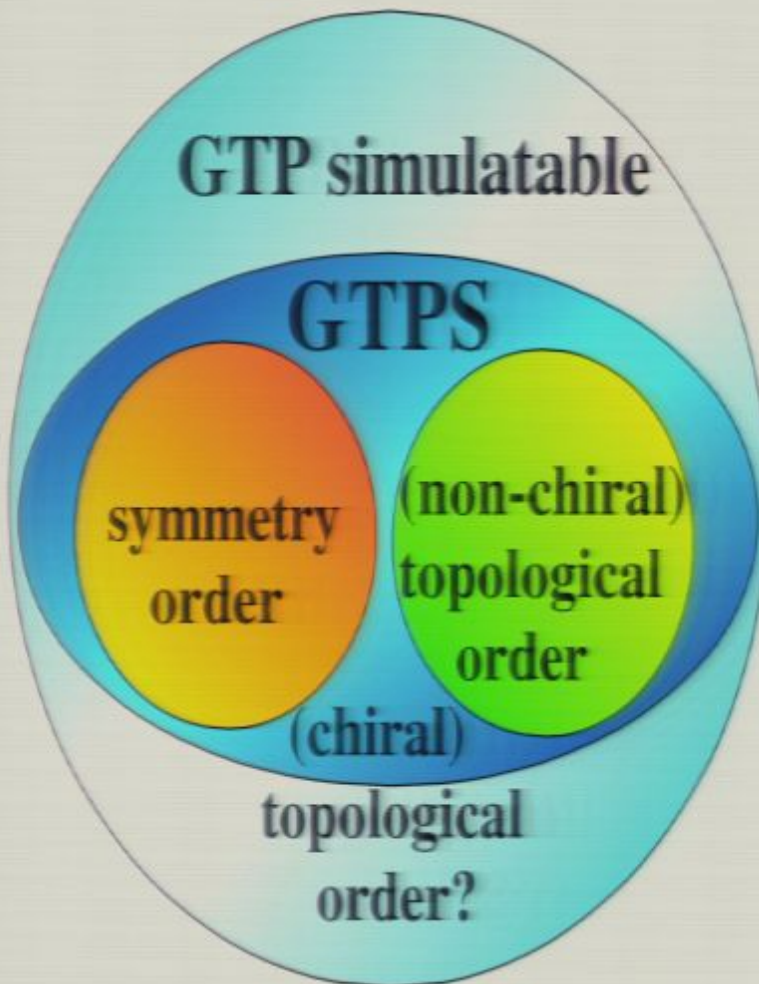 GTP simulatable
GTPS
symmetry
order
(non-chiral)
topological
order
(chiral)
topological
order?